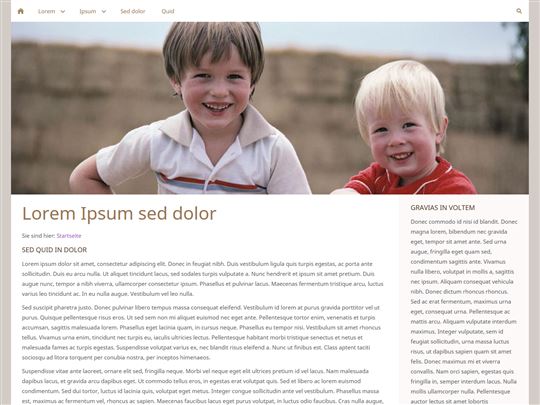 Lorem Ipsum Sed dolor Quid
Lorem Ipsum sed dolor
Sie sind hier: Startseite
SED QUID IN DOLOR
Lorem ipsum dolor sit amet, consectetur adipiscing elit. Donec in feugiat nibh. Duis vestibulum ligula quis turpis egestas, ac porta ante
sollicitudin. Duis eu arcu nulla. Ut aliquet tincidunt lacus, sed sodales turpis vulputate a. Nunc hendrerit et ipsum sit amet pretium. Duis
augue nunc, tempor a nibh viverra, ullamcorper consectetur ipsum. Phasellus et pulvinar lacus. Maecenas fermentum tristique arcu, luctus
varius leo tincidunt ac. In eu nulla augue. Vestibulum vel leo nulla.
Sed suscipit pharetra justo. Donec pulvinar libero tempus massa consequat eleifend. Vestibulum id lorem at purus gravida porttitor vel ut
purus. Quisque pellentesque risus eros. Ut sed sem non mi aliquet euismod nec eget ante. Pellentesque tortor enim, venenatis et turpis
accumsan, sagittis malesuada lorem. Phasellus eget lacinia quam, in cursus neque. Phasellus eu tempor nisi. Vestibulum sit amet rhoncus
tellus. Vivamus urna enim, tincidunt nec turpis eu, iaculis ultricies lectus. Pellentesque habitant morbi tristique senectus et netus et
malesuada fames ac turpis egestas. Suspendisse volutpat varius ex, nec blandit risus eleifend a. Nunc ut finibus est. Class aptent taciti
sociosqu ad litora torquent per conubia nostra, per inceptos himenaeos.
Suspendisse vitae ante laoreet, ornare elit sed, fringilla neque. Morbi vel neque eget elit ultrices pretium id vel lacus. Nam malesuada
dapibus lacus, et gravida arcu dapibus eget. Ut commodo tellus eros, in egestas erat volutpat quis. Sed et libero ac lorem euismod
condimentum. Sed dui tortor, luctus id lacinia quis, volutpat eget metus. Integer congue sollicitudin ante vel vestibulum. Phasellus massa
est, maximus ac fermentum vel, rhoncus ac sapien. Maecenas faucibus lacus eget purus volutpat, in luctus odio faucibus. Cras nulla augue,
GRAVIAS IN VOLTEM
Donec commodo id nisi id blandit. Donec
magna lorem, bibendum nec gravida
eget, tempor sit amet ante. Sed urna
augue, fringilla eget quam sed,
condimentum sagittis ante. Vivamus
nulla libero, volutpat in mollis a, sagittis
nec ipsum. Aliquam consequat vehicula
nibh. Donec dictum rhoncus rhoncus.
Sed ac erat fermentum, maximus urna
eget, consequat urna. Pellentesque ac
mattis arcu. Aliquam vulputate interdum
maximus. Integer vulputate, sem id
feugiat sollicitudin, urna massa luctus
risus, ut dapibus sapien quam sit amet
felis. Donec maximus mi et viverra
convallis. Nam orci sapien, egestas quis
fringilla in, semper interdum lacus. Nulla
mollis ullamcorper nulla. Vivamus eget
auctor lectus sit amet lobortis